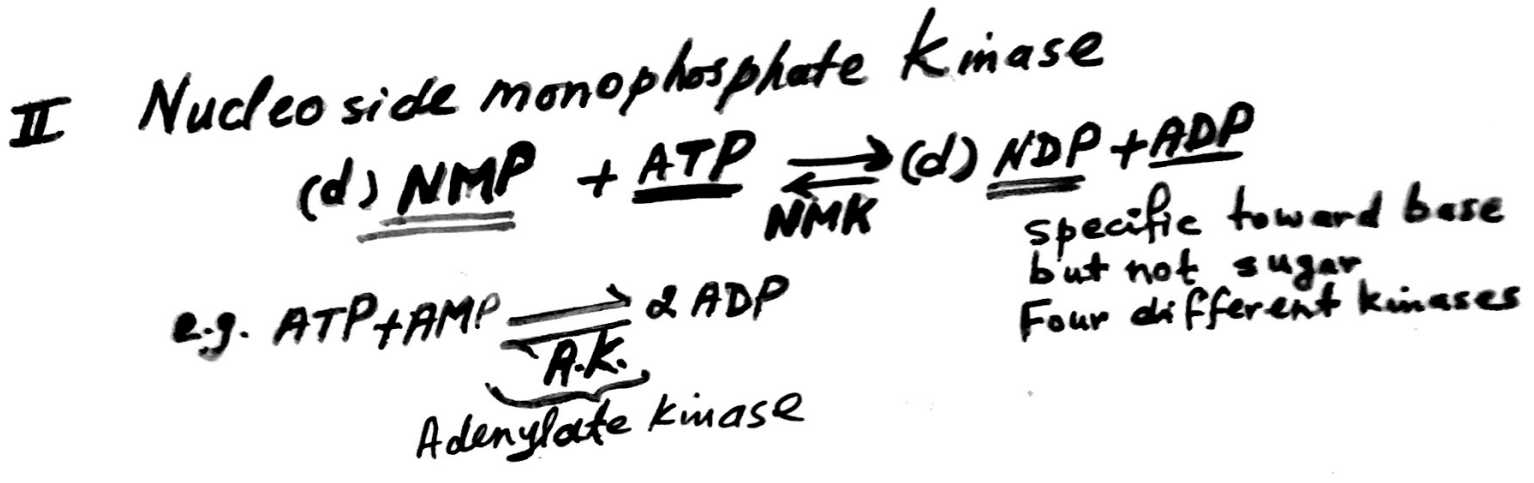 II Nucleoside monophosphate kinase
(d) NMP + ATP ⇌ (d) NDP + ADP
NMK
specific toward base
but not sugar
Four different kinases
e.g. ATP+AMP ⇌ 2 ADP
A.K.
Adenylate kinase